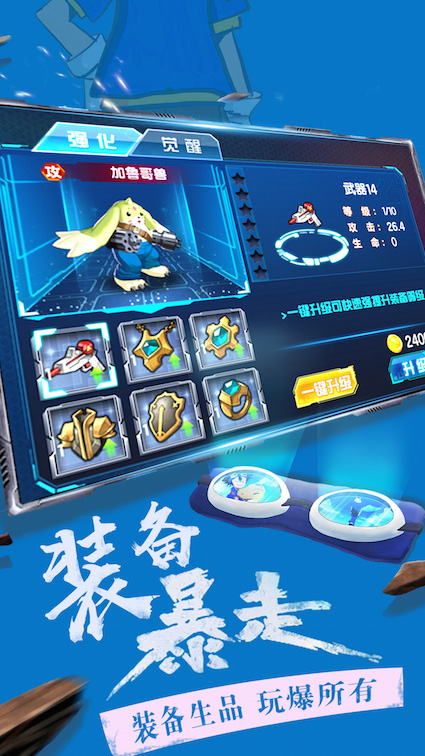 强化 觉醒
攻 加鲁哥兽
武器14
等级: 1/10
攻击: 26.4
生命: 0
>一键升级可快速强提升装备等级
240
一键升级
升级
装备
暴走
装备生品 玩爆所有